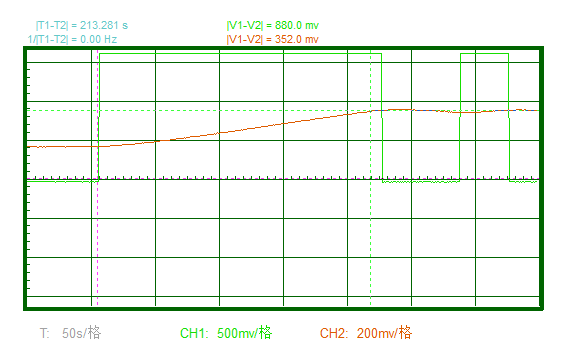 |T1-T2| = 213.281 s |V1-V2| = 880.0 mv
1/|T1-T2| = 0.00 Hz |V1-V2| = 352.0 mv
T: 50s/格 CH1: 500mv/格 CH2: 200mv/格